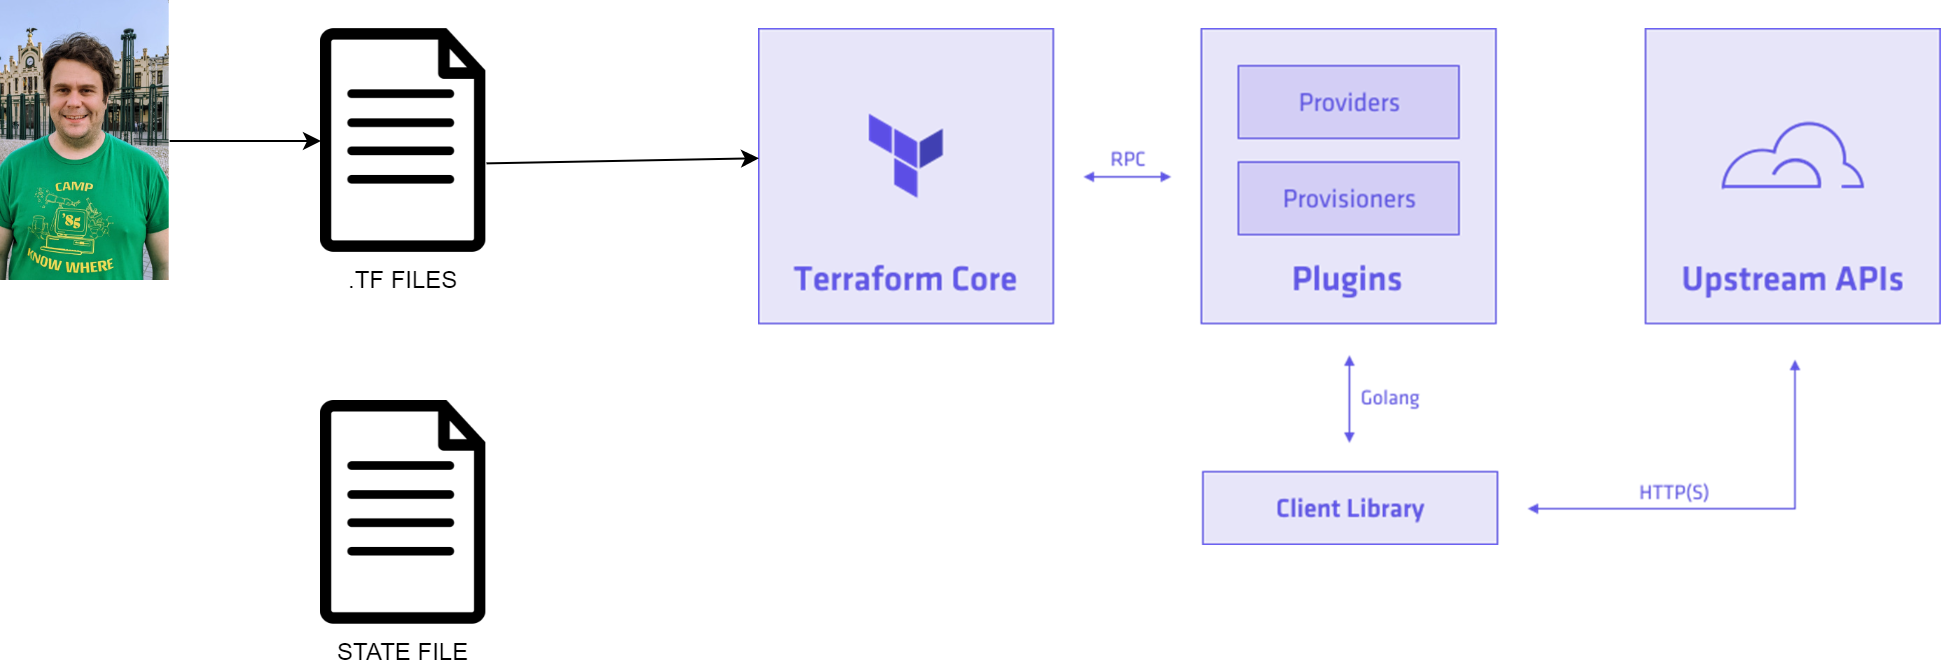 CAMP
'85
KNOW WHERE
.TF FILES
Terraform Core
RPC
Providers
Provisioners
Plugins
Upstream APIs
Golang
Client Library
HTTP(S)
STATE FILE